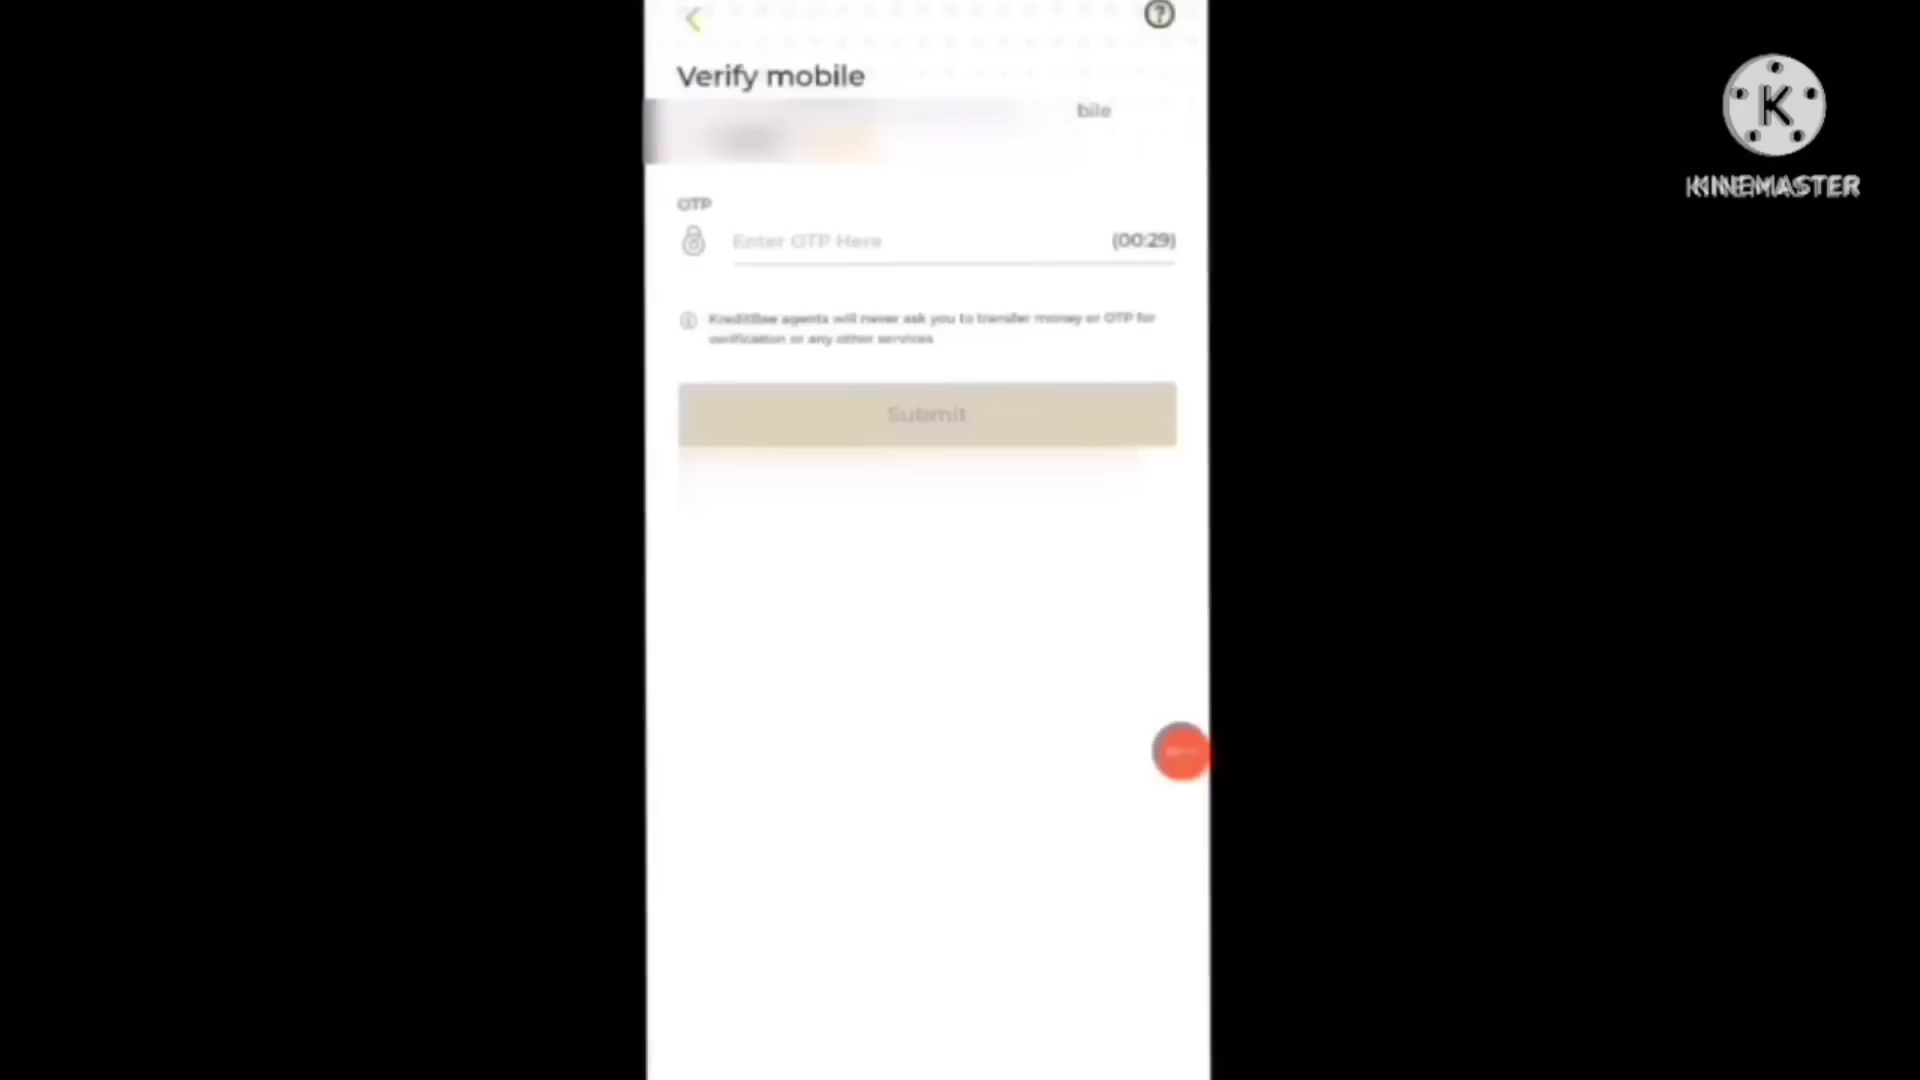 Verify mobile
bile
OTP
Enter OTP Here
(00:29)
KreditBee agents will never ask you to transfer money or OTP for
verification or any other services
Submit
K
KINEMASTER